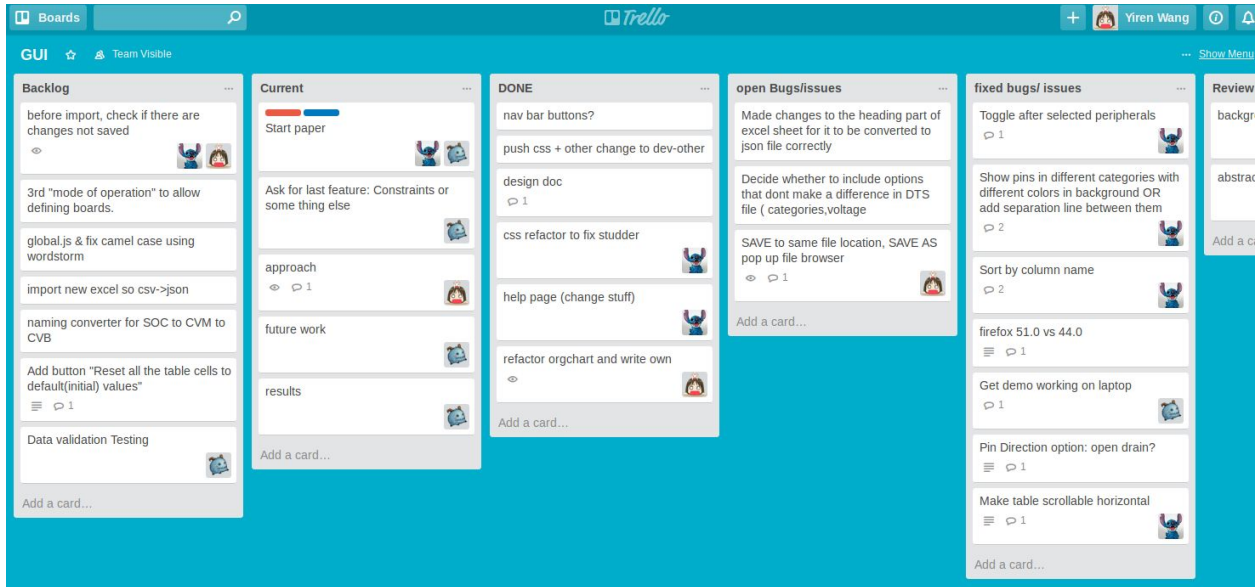 Boards
Trello
Yiren Wang
GUI
Team Visible
... Show Menu
Backlog ...
before import, check if there are
changes not saved
3rd "mode of operation" to allow
defining boards.
global.js & fix camel case using
wordstorm
import new excel so csv->json
naming converter for SOC to CVM to
CVB
Add button "Reset all the table cells to
default(initial) values"
1
Data validation Testing
Add a card...
Current ...
Start paper
Ask for last feature: Constraints or
some thing else
approach
1
future work
results
Add a card...
DONE ...
nav bar buttons?
push css + other change to dev-other
design doc
1
css refactor to fix studder
help page (change stuff)
refactor orgchart and write own
Add a card...
open Bugs/issues ...
Made changes to the heading part of
excel sheet for it to be converted to
json file correctly
Decide whether to include options
that dont make a difference in DTS
file ( categories,voltage
SAVE to same file location, SAVE AS
pop up file browser
1
Add a card...
fixed bugs/ issues ...
Toggle after selected peripherals
1
Show pins in different categories with
different colors in background OR
add separation line between them
2
Sort by column name
2
firefox 51.0 vs 44.0
1
Get demo working on laptop
1
Pin Direction option: open drain?
1
Make table scrollable horizontal
1
Add a card...
Review
backgr
abstrac
Add a c